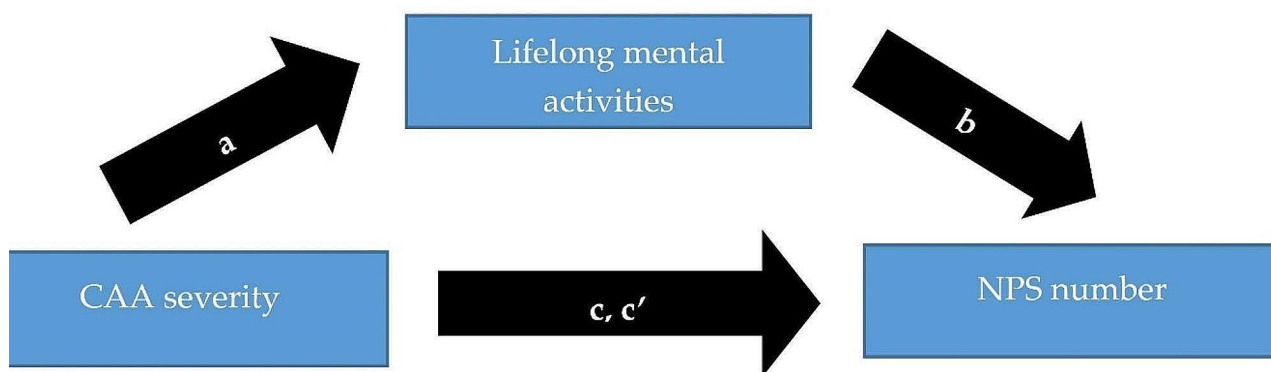 Lifelong mental
activities
a
b
CAA severity
c, c′
NPS number